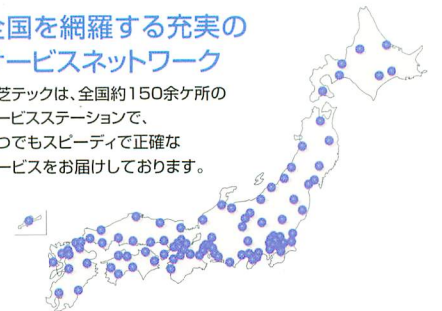 全国を網羅する充実の
ービスネットワーク
芝テックは、全国約150余ケ所の
ービスステーションで、
つでもスピーディで正確な
ービスをお届けしております。